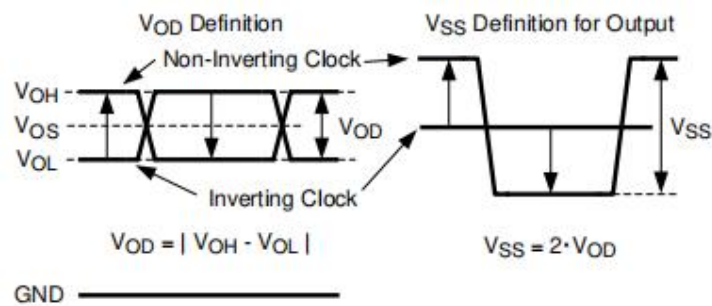 VOD Definition
VSS Definition for Output
Non-Inverting Clock
VOH
VOS
VOD
VOL
VSS
Inverting Clock
VOD = | VOH - VOL |
VSS = 2·VOD
GND